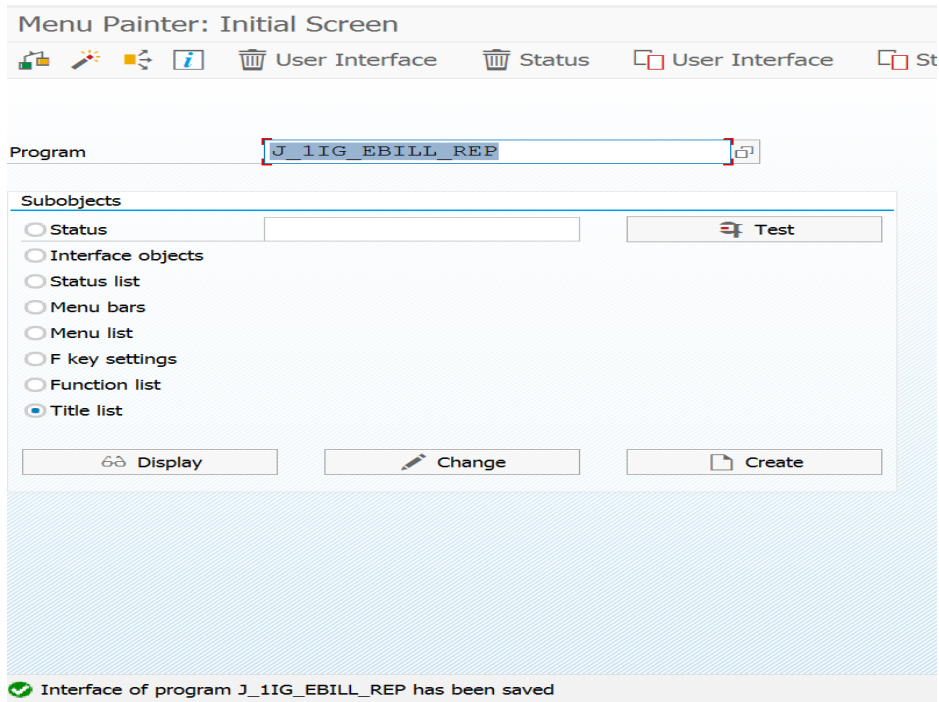 Menu Painter: Initial Screen
User Interface Status User Interface St
Program J_1IG_EBILL_REP
Subobjects
Status Test
Interface objects
Status list
Menu bars
Menu list
F key settings
Function list
Title list
Display Change Create
Interface of program J_1IG_EBILL_REP has been saved